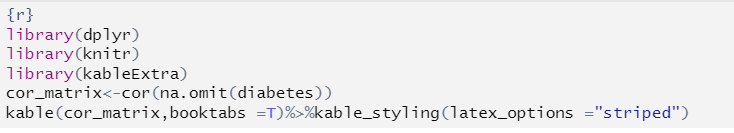 {r}
library(dplyr)
library(knitr)
library(kableExtra)
cor_matrix<-cor(na.omit(diabetes))
kable(cor_matrix,booktabs =T)%>%kable_styling(latex_options ="striped")